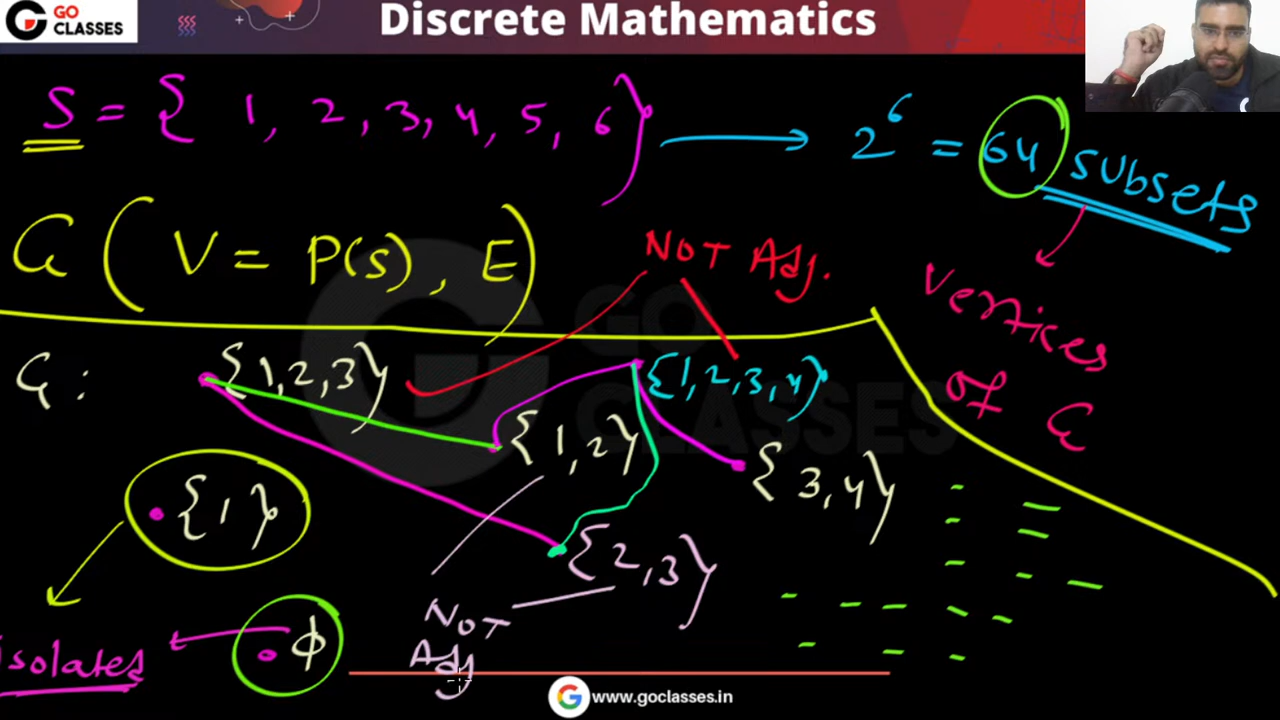 GO CLASSES
Discrete Mathematics
S = { 1, 2, 3, 4, 5, 6 } → 2^6 = 64 subsets
G ( V = P(S), E )
NOT Adj.
Vertices
of G
G :
{1,2,3}
{1,2,3,4}
{1,2}
{3,4}
{1}
{2,3}
NOT
Adj
isolates
ϕ
GO
CLASSES
www.goclasses.in